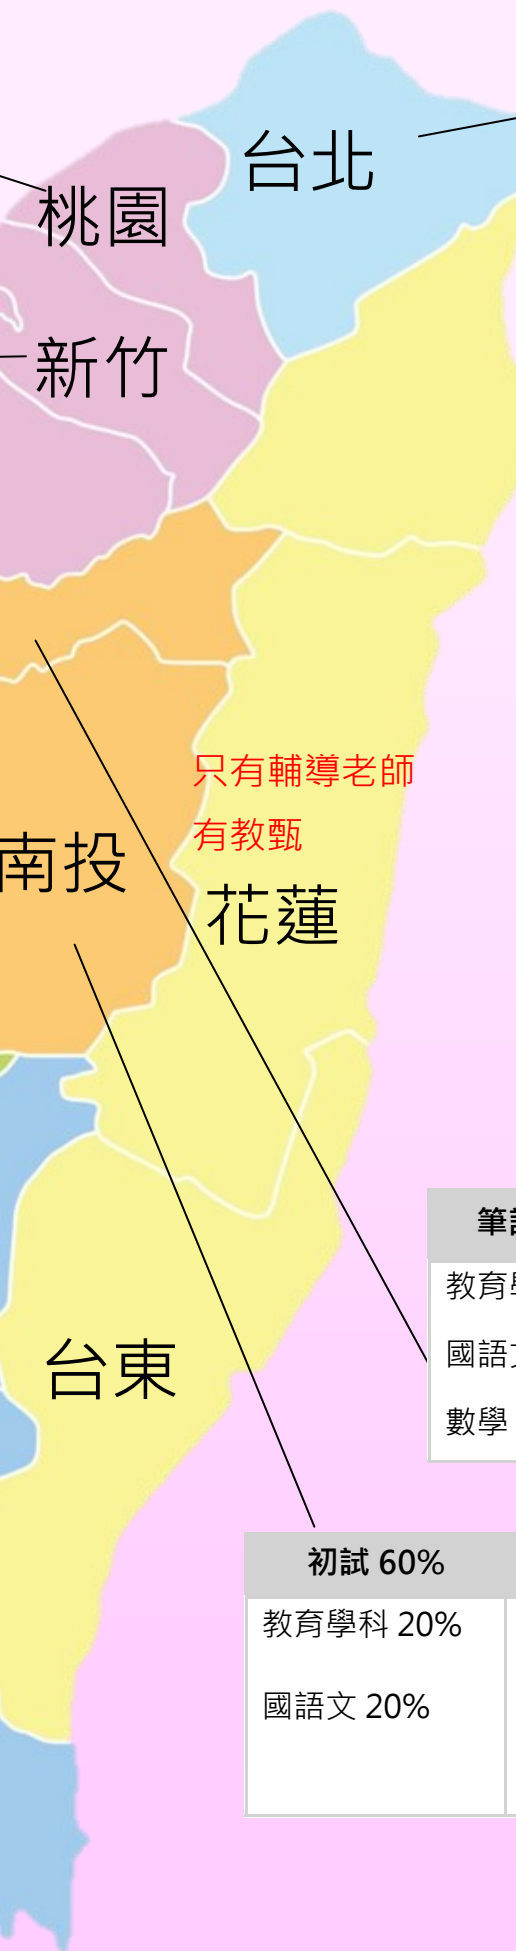 台北
桃園
新竹
只有輔導老師
有教甄
南投
花蓮
筆
教育
國語
數學
台東
初試 60%
教育學科 20%
國語文 20%